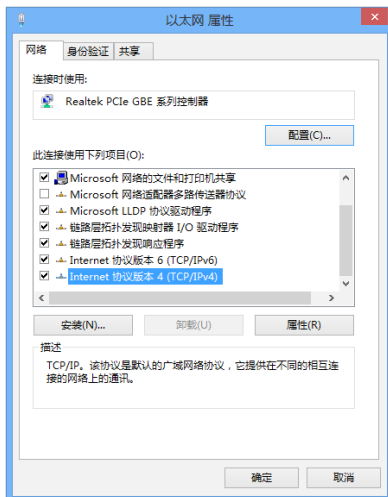 以太网 属性
网络 身份验证 共享
连接时使用:
Realtek PCIe GBE 系列控制器
配置(C)...
此连接使用下列项目(O):
Microsoft 网络的文件和打印机共享
Microsoft 网络适配器多路传送器协议
Microsoft LLDP 协议驱动程序
链路层拓扑发现映射器 I/O 驱动程序
链路层拓扑发现响应程序
Internet 协议版本 6 (TCP/IPv6)
Internet 协议版本 4 (TCP/IPv4)
安装(N)... 卸载(U) 属性(R)
描述
TCP/IP。该协议是默认的广域网络协议，它提供在不同的相互连
接的网络上的通讯。
确定 取消